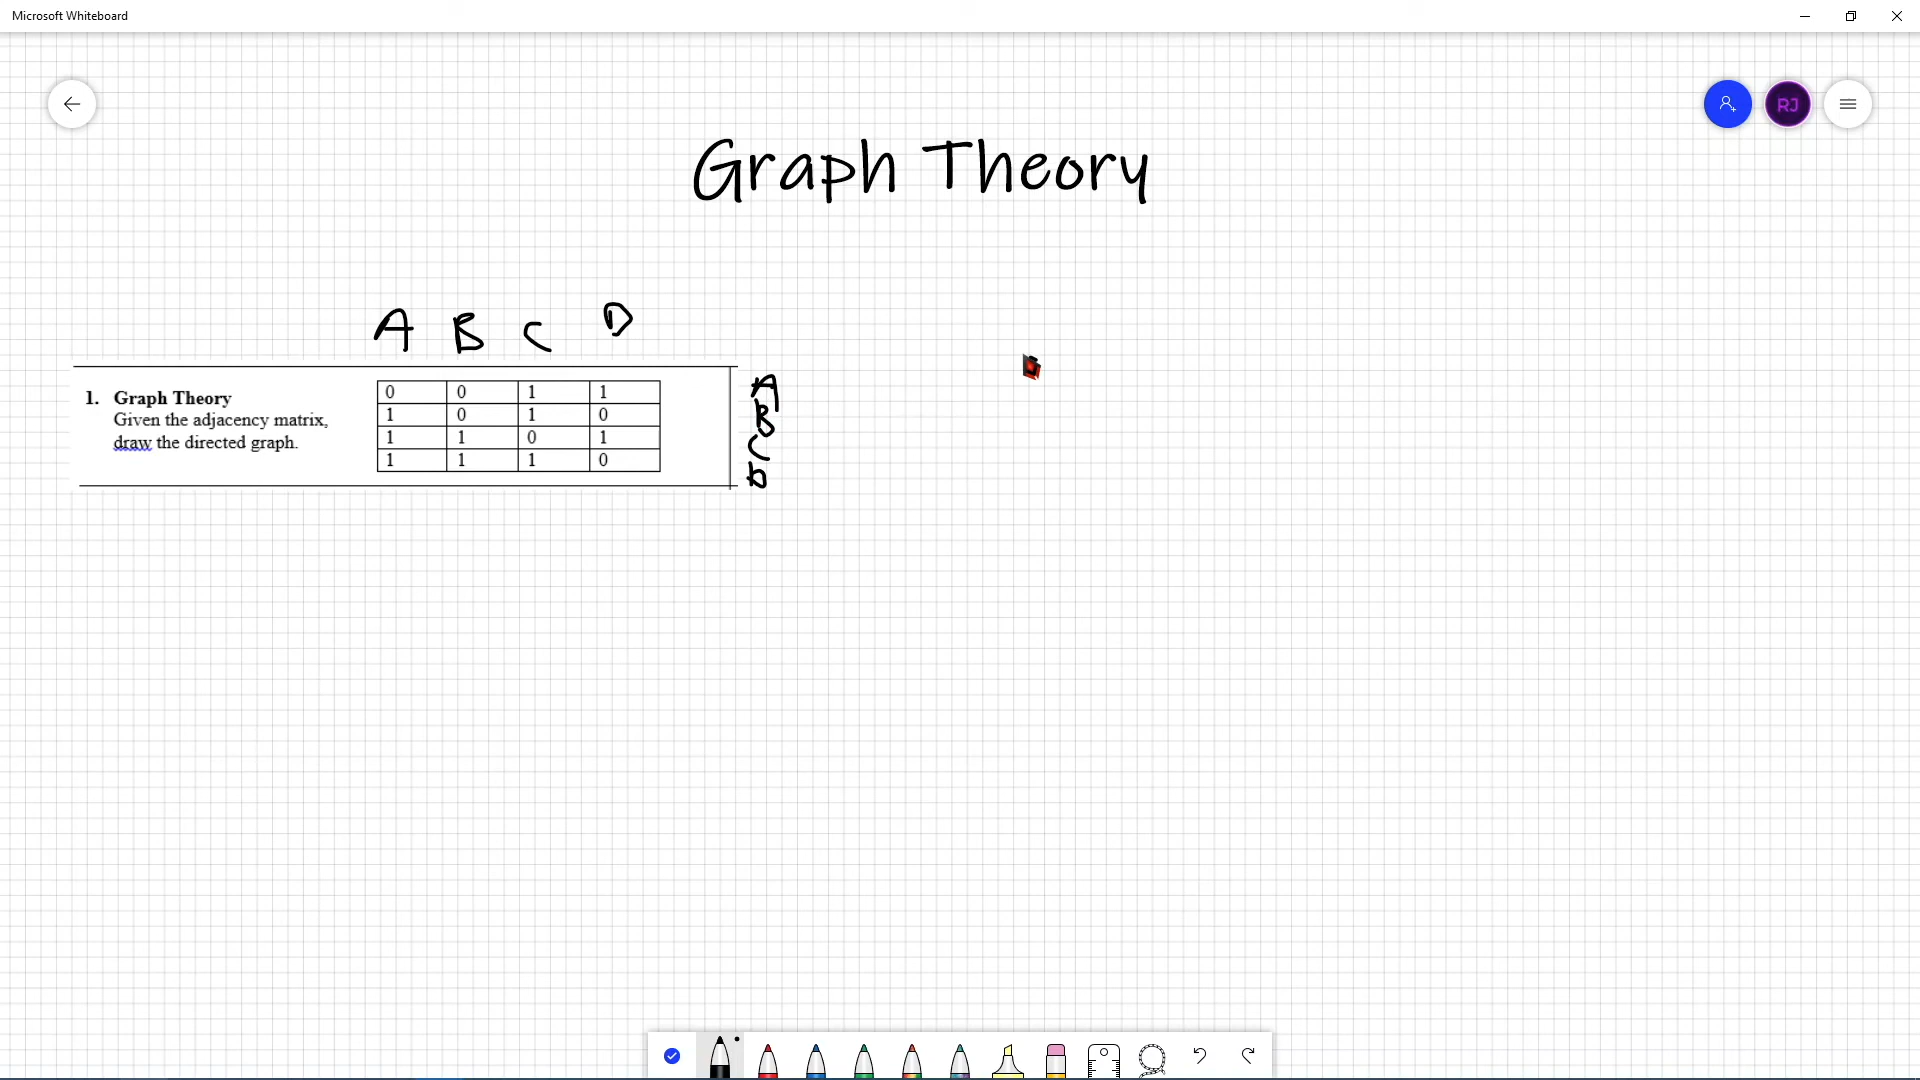 Microsoft Whiteboard
RJ
Graph Theory
A B C D
1. Graph Theory
Given the adjacency matrix,
draw the directed graph.
0 0 1 1 A
1 0 1 0 B
1 1 0 1 C
1 1 1 0 D